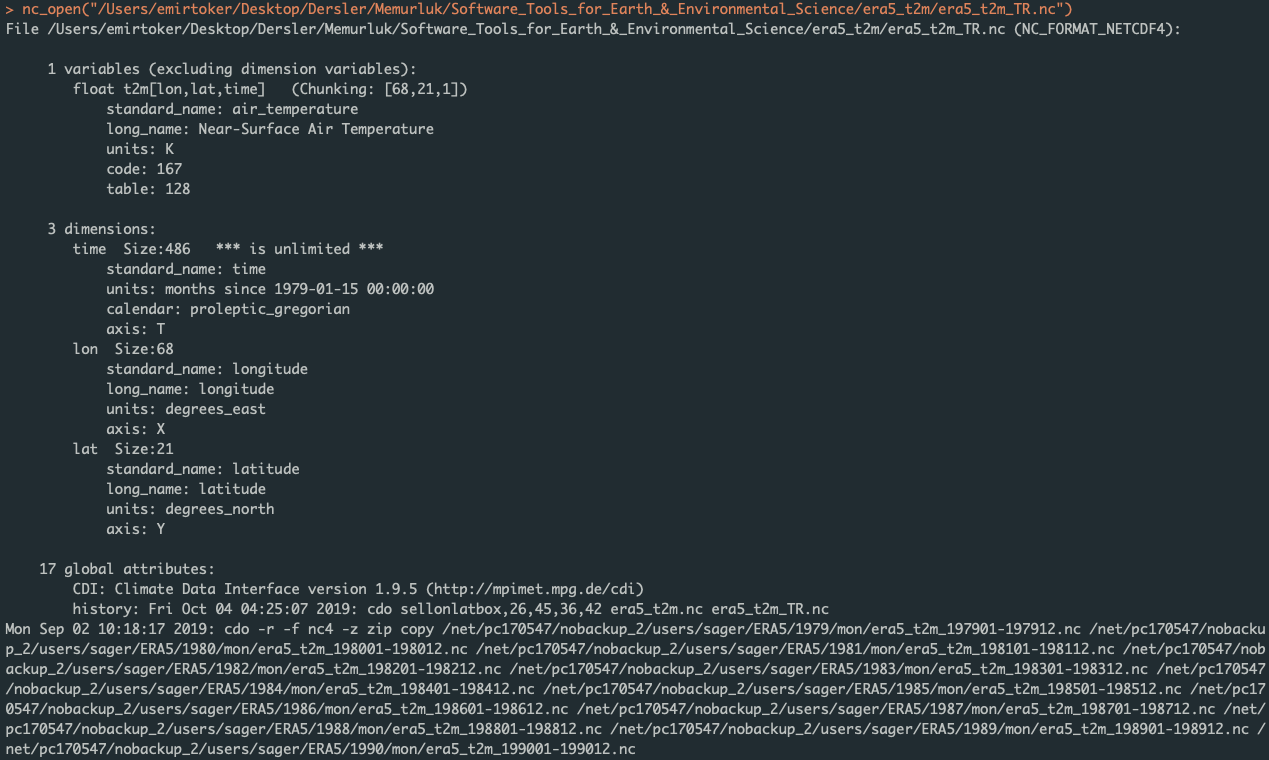 > nc_open("/Users/emirtoker/Desktop/Dersler/Memurluk/Software_Tools_for_Earth_&_Environmental_Science/era5_t2m/era5_t2m_TR.nc")
File /Users/emirtoker/Desktop/Dersler/Memurluk/Software_Tools_for_Earth_&_Environmental_Science/era5_t2m/era5_t2m_TR.nc (NC_FORMAT_NETCDF4):
1 variables (excluding dimension variables):
float t2m[lon,lat,time]   (Chunking: [68,21,1])
standard_name: air_temperature
long_name: Near-Surface Air Temperature
units: K
code: 167
table: 128
3 dimensions:
time  Size:486   *** is unlimited ***
standard_name: time
units: months since 1979-01-15 00:00:00
calendar: proleptic_gregorian
axis: T
lon  Size:68
standard_name: longitude
long_name: longitude
units: degrees_east
axis: X
lat  Size:21
standard_name: latitude
long_name: latitude
units: degrees_north
axis: Y
17 global attributes:
CDI: Climate Data Interface version 1.9.5 (http://mpimet.mpg.de/cdi)
history: Fri Oct 04 04:25:07 2019: cdo sellonlatbox,26,45,36,42 era5_t2m.nc era5_t2m_TR.nc
Mon Sep 02 10:18:17 2019: cdo -r -f nc4 -z zip copy /net/pc170547/nobackup_2/users/sager/ERA5/1979/mon/era5_t2m_197901-197912.nc /net/pc170547/nobacku
p_2/users/sager/ERA5/1980/mon/era5_t2m_198001-198012.nc /net/pc170547/nobackup_2/users/sager/ERA5/1981/mon/era5_t2m_198101-198112.nc /net/pc170547/nob
ackup_2/users/sager/ERA5/1982/mon/era5_t2m_198201-198212.nc /net/pc170547/nobackup_2/users/sager/ERA5/1983/mon/era5_t2m_198301-198312.nc /net/pc170547
/nobackup_2/users/sager/ERA5/1984/mon/era5_t2m_198401-198412.nc /net/pc170547/nobackup_2/users/sager/ERA5/1985/mon/era5_t2m_198501-198512.nc /net/pc17
0547/nobackup_2/users/sager/ERA5/1986/mon/era5_t2m_198601-198612.nc /net/pc170547/nobackup_2/users/sager/ERA5/1987/mon/era5_t2m_198701-198712.nc /net/
pc170547/nobackup_2/users/sager/ERA5/1988/mon/era5_t2m_198801-198812.nc /net/pc170547/nobackup_2/users/sager/ERA5/1989/mon/era5_t2m_198901-198912.nc /
net/pc170547/nobackup_2/users/sager/ERA5/1990/mon/era5_t2m_199001-199012.nc